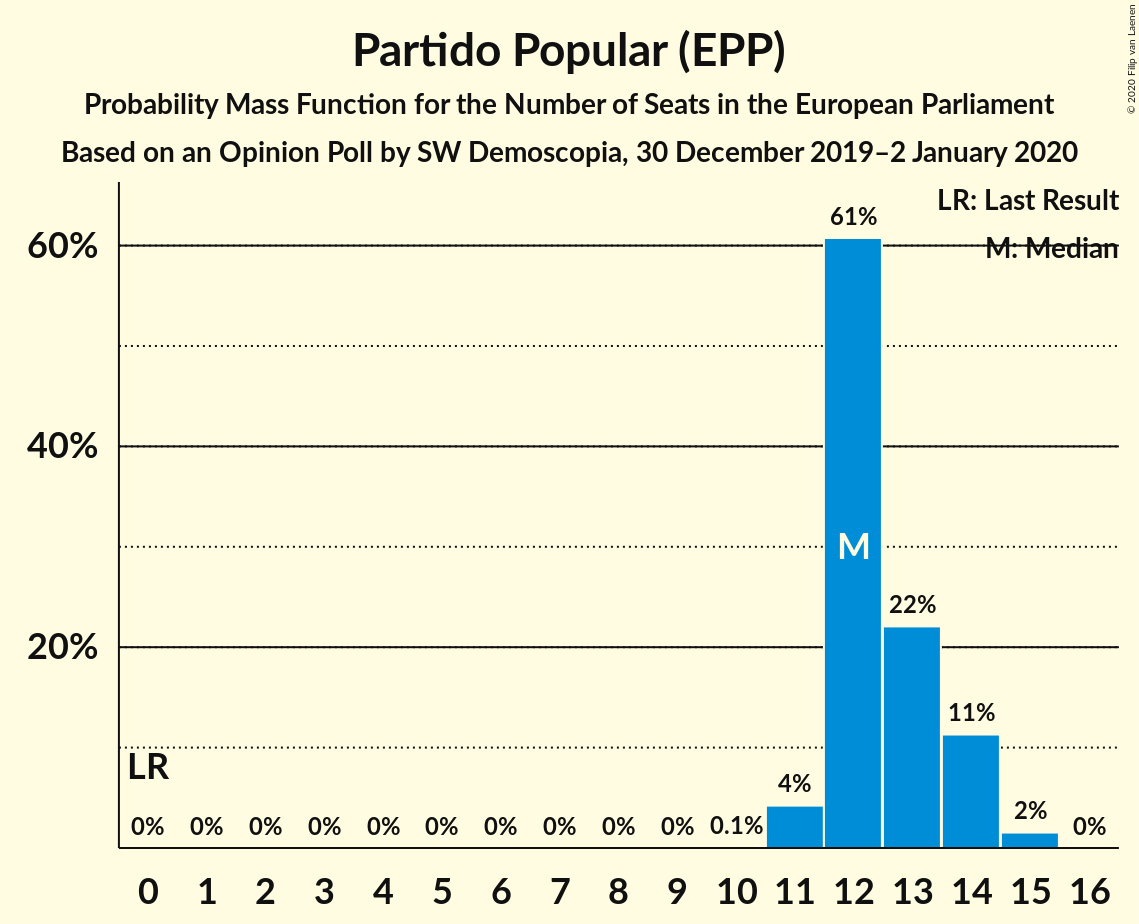 Partido Popular (EPP)
Probability Mass Function for the Number of Seats in the European Parliament
Based on an Opinion Poll by SW Demoscopia, 30 December 2019–2 January 2020
© 2020 Filip van Laenen
LR: Last Result
M: Median
60%
40%
20%
61%
M
22%
11%
4%
2%
LR
0% 0% 0% 0% 0% 0% 0% 0% 0% 0% 0.1% 0%
0 1 2 3 4 5 6 7 8 9 10 11 12 13 14 15 16